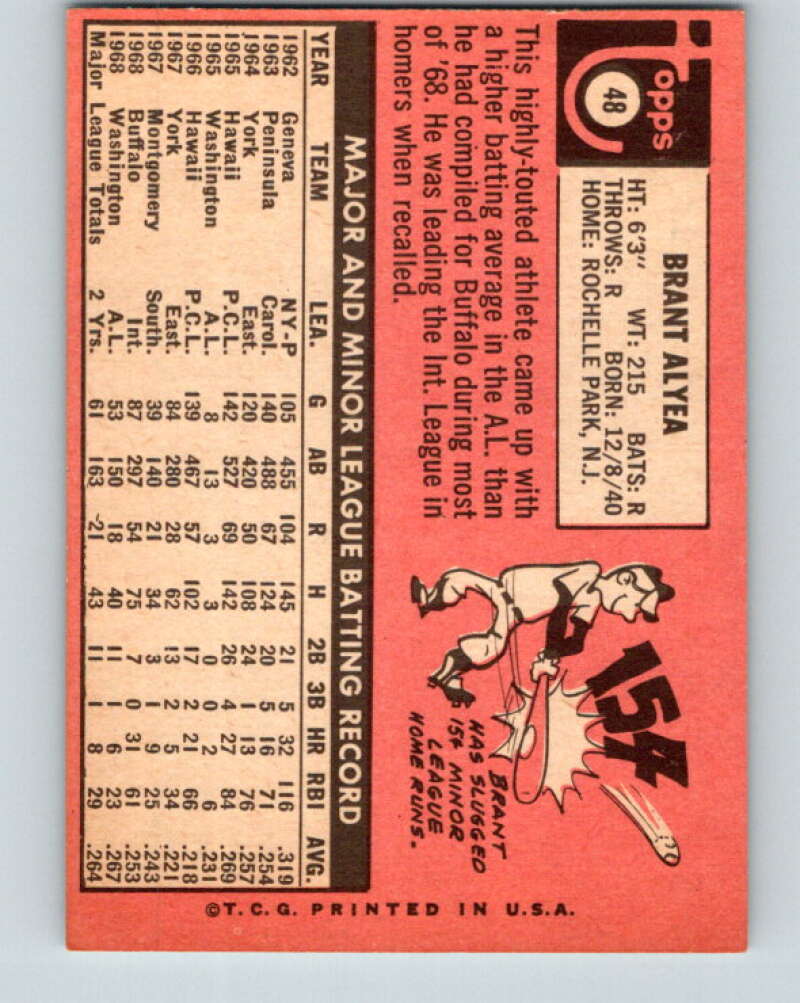 Topps
48
BRANT ALYEA
HT: 6'3" WT: 215 BATS: R
THROWS: R BORN: 12/8/40
HOME: ROCHELLE PARK, N.J.
This highly-touted athlete came up with
a higher batting average in the A.L. than
he had compiled for Buffalo during most
of '68. He was leading the Int. League in
homers when recalled.
154
BRANT
HAS SLUGGED
154 MINOR
LEAGUE
HOME RUNS.
MAJOR AND MINOR LEAGUE BATTING RECORD
YEAR TEAM LEA. G AB R H 2B 3B HR RBI AVG.
1962 Geneva NY-P 105 455 104 145 21 5 32 116 .319
1963 Peninsula Carol. 140 488 67 124 20 5 16 71 .254
1964 York East. 120 420 50 108 24 1 13 76 .257
1965 Hawaii P.C.L. 142 527 69 142 26 4 27 84 .269
1965 Washington A.L. 8 13 3 3 0 0 2 6 .231
1966 Hawaii P.C.L. 139 467 57 102 17 2 21 66 .218
1967 York East. 84 280 28 62 13 2 5 34 .221
1967 Montgomery South. 39 140 21 34 3 1 9 25 .243
1968 Buffalo Int. 87 297 54 75 7 0 31 61 .253
1968 Washington A.L. 53 150 18 40 11 1 6 23 .267
Major League Totals 2 Yrs. 61 163 21 43 11 1 8 29 .264
©T.C.G. PRINTED IN U.S.A.